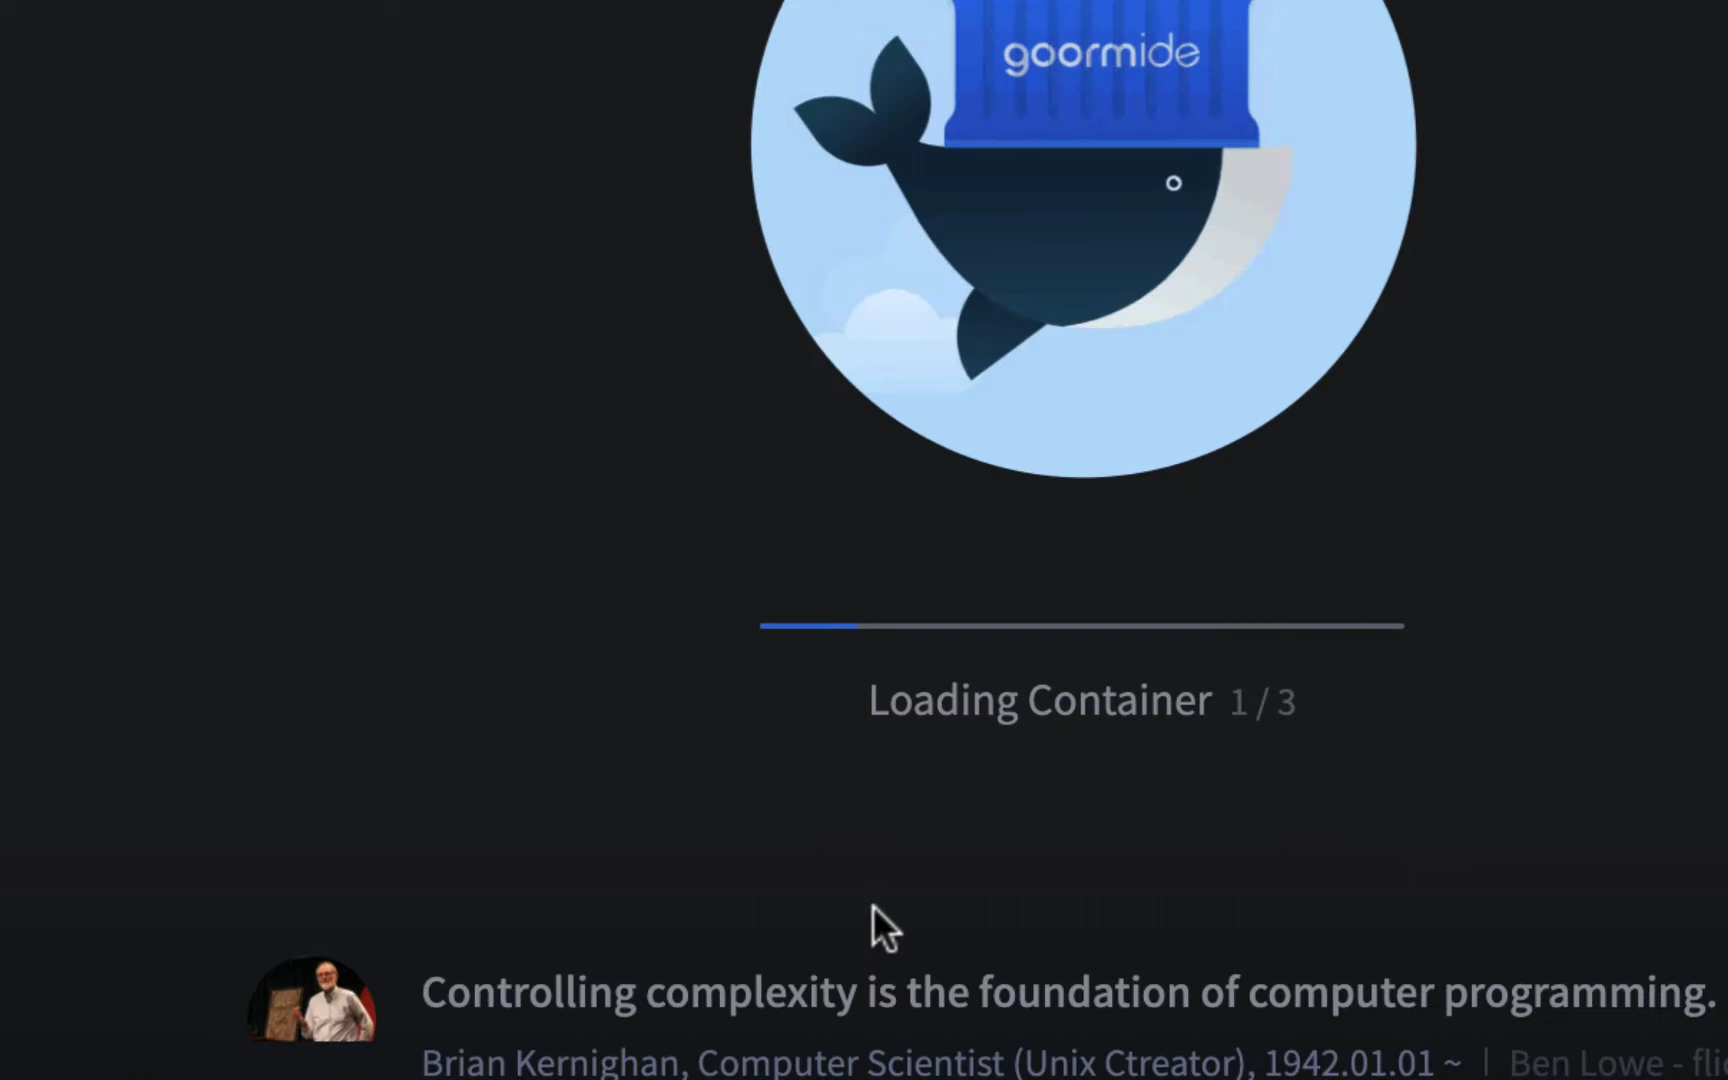 goormide
Loading Container 1 / 3
Controlling complexity is the foundation of computer programming.
Brian Kernighan, Computer Scientist (Unix Ctreator), 1942.01.01 ~ | Ben Lowe -